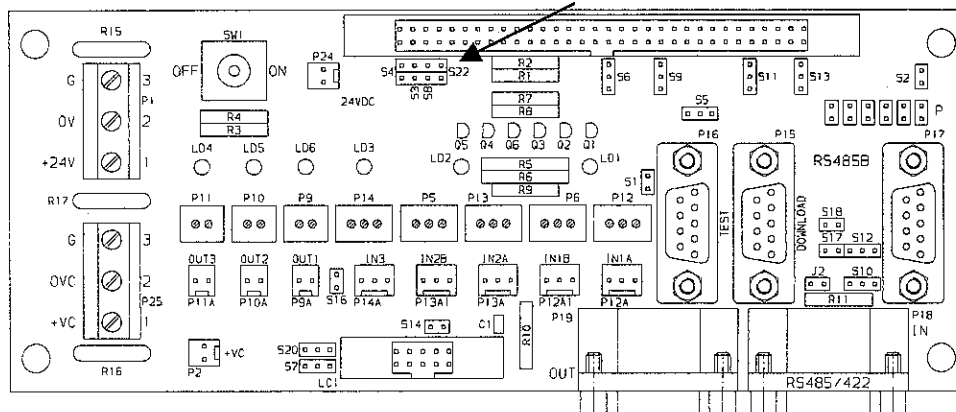 R15
SW1
OFF
ON
P24
24VDC
S4
S22
S3
S8
R2
R1
R7
R8
S6
S9
S11
S13
S2
S5
P
G
3
P1
0V
2
+24V
1
R4
R3
LD4
LD5
LD6
LD3
Q5
Q4
Q6
Q3
Q2
Q1
LD2
LD1
R5
R6
R9
S1
P16
P15
RS485B
P17
R17
P11
P10
P9
P14
P5
P13
P6
P12
TEST
DOWNLOAD
S18
S17
S12
G
3
0VC
2
P25
+VC
1
OUT3
OUT2
OUT1
S16
IN3
IN2B
IN2A
IN1B
IN1A
P11A
P10A
P9A
P14A
P13A1
P13A
P12A1
P12A
J2
S10
R11
S14
C1
R10
P19
P18
IN
R16
P2
+VC
S20
S7
LC1
OUT
RS485/422